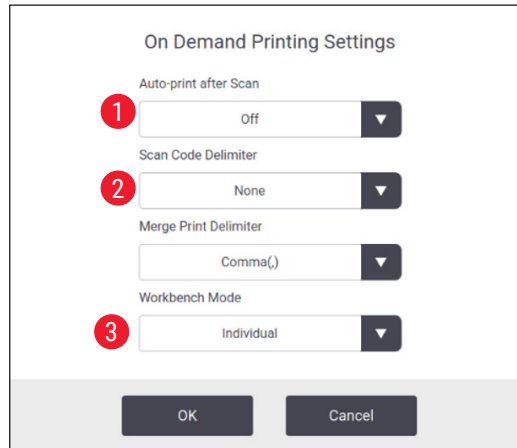 On Demand Printing Settings
Auto-print after Scan
1
Off
Scan Code Delimiter
2
None
Merge Print Delimiter
Comma(,)
Workbench Mode
3
Individual
OK
Cancel